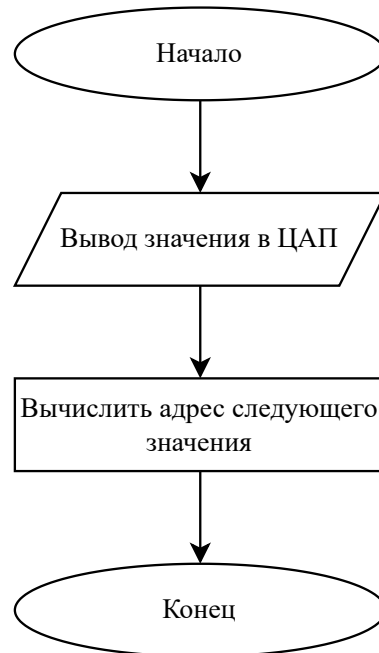 Начало
Вывод значения в ЦАП
Вычислить адрес следующего
значения
Конец